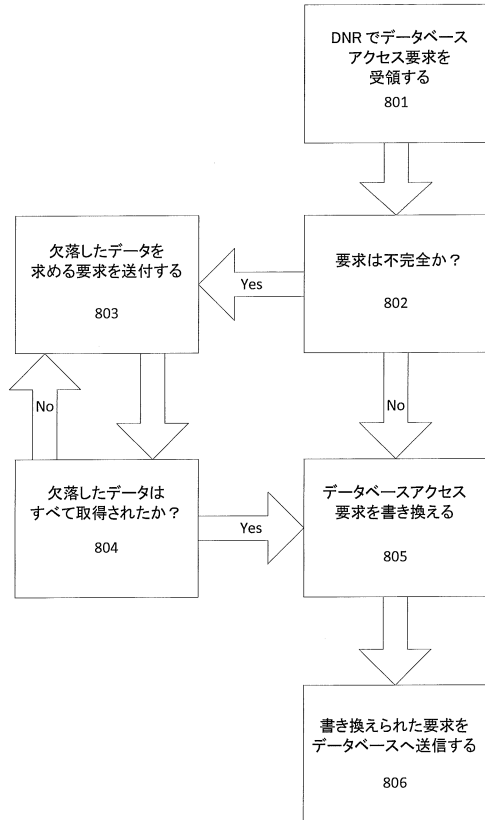 DNRでデータベース
アクセス要求を
受領する
801
要求は不完全か？
802
Yes
欠落したデータを
求める要求を送付する
803
No
欠落したデータは
すべて取得されたか？
804
Yes
No
データベースアクセス
要求を書き換える
805
書き換えられた要求を
データベースへ送信する
806